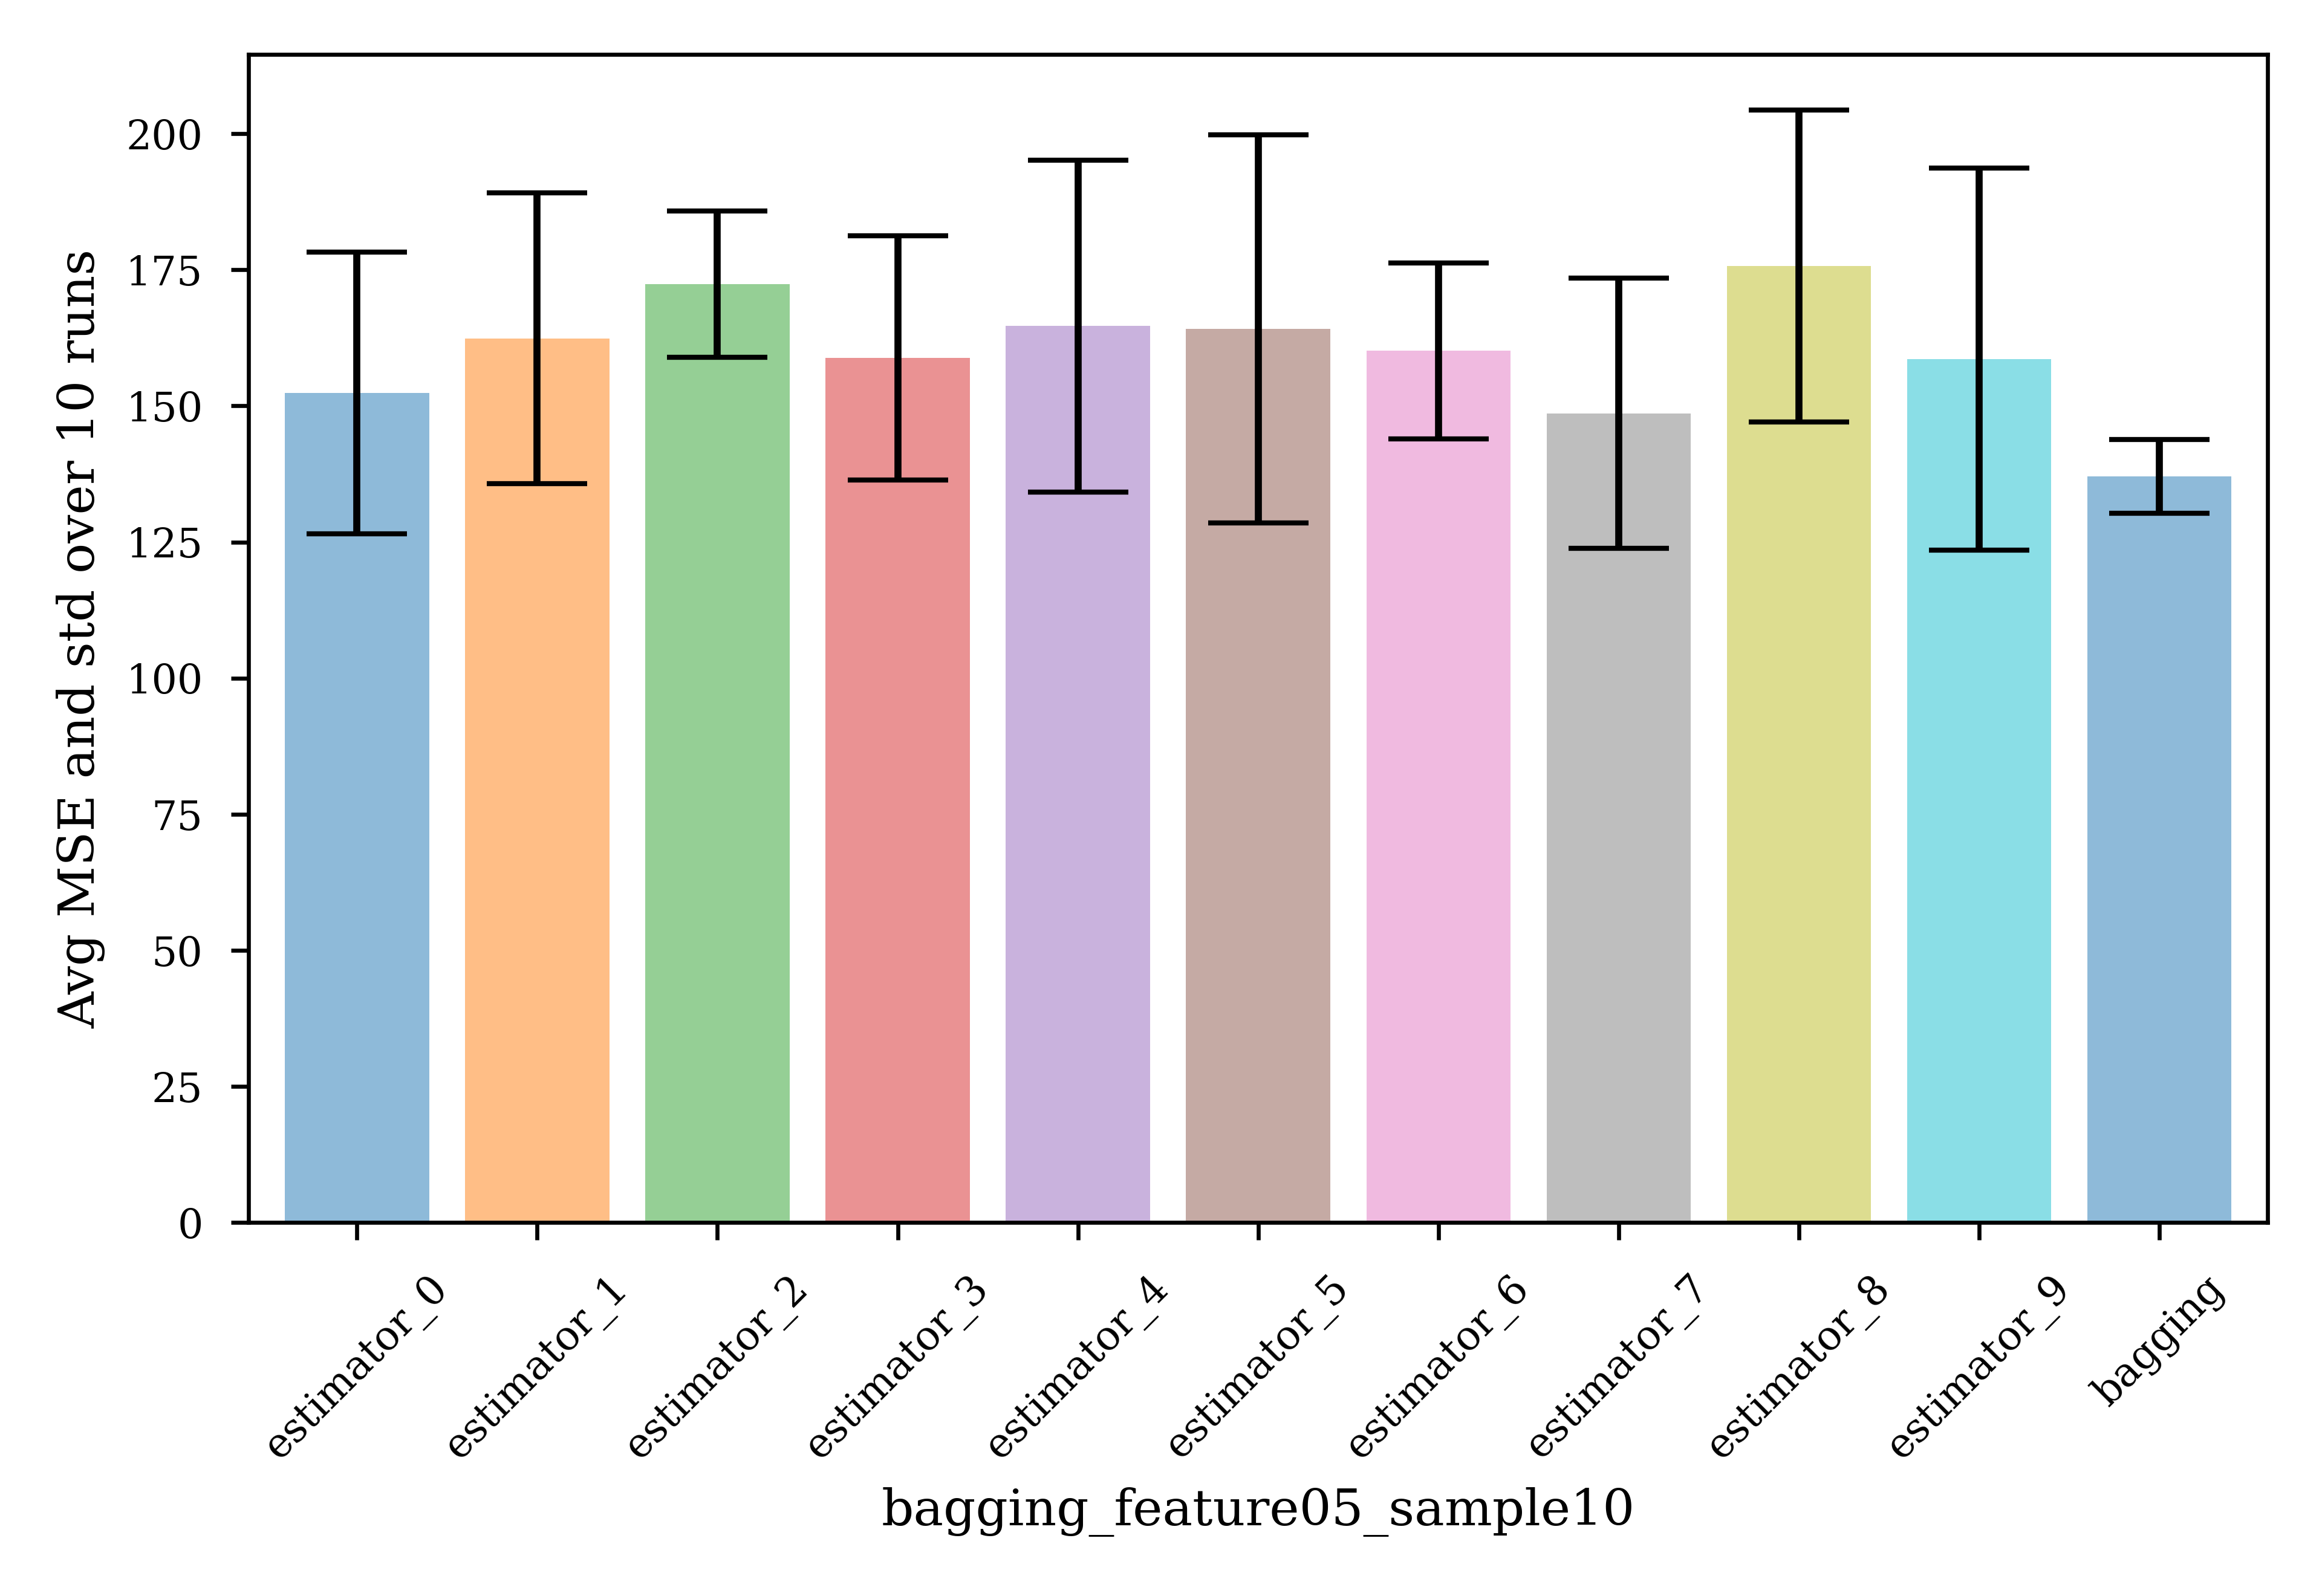 Avg MSE and std over 10 runs
200
175
150
125
100
75
50
25
0
estimator_0
estimator_1
estimator_2
estimator_3
estimator_4
estimator_5
estimator_6
estimator_7
estimator_8
estimator_9
bagging
bagging_feature05_sample10